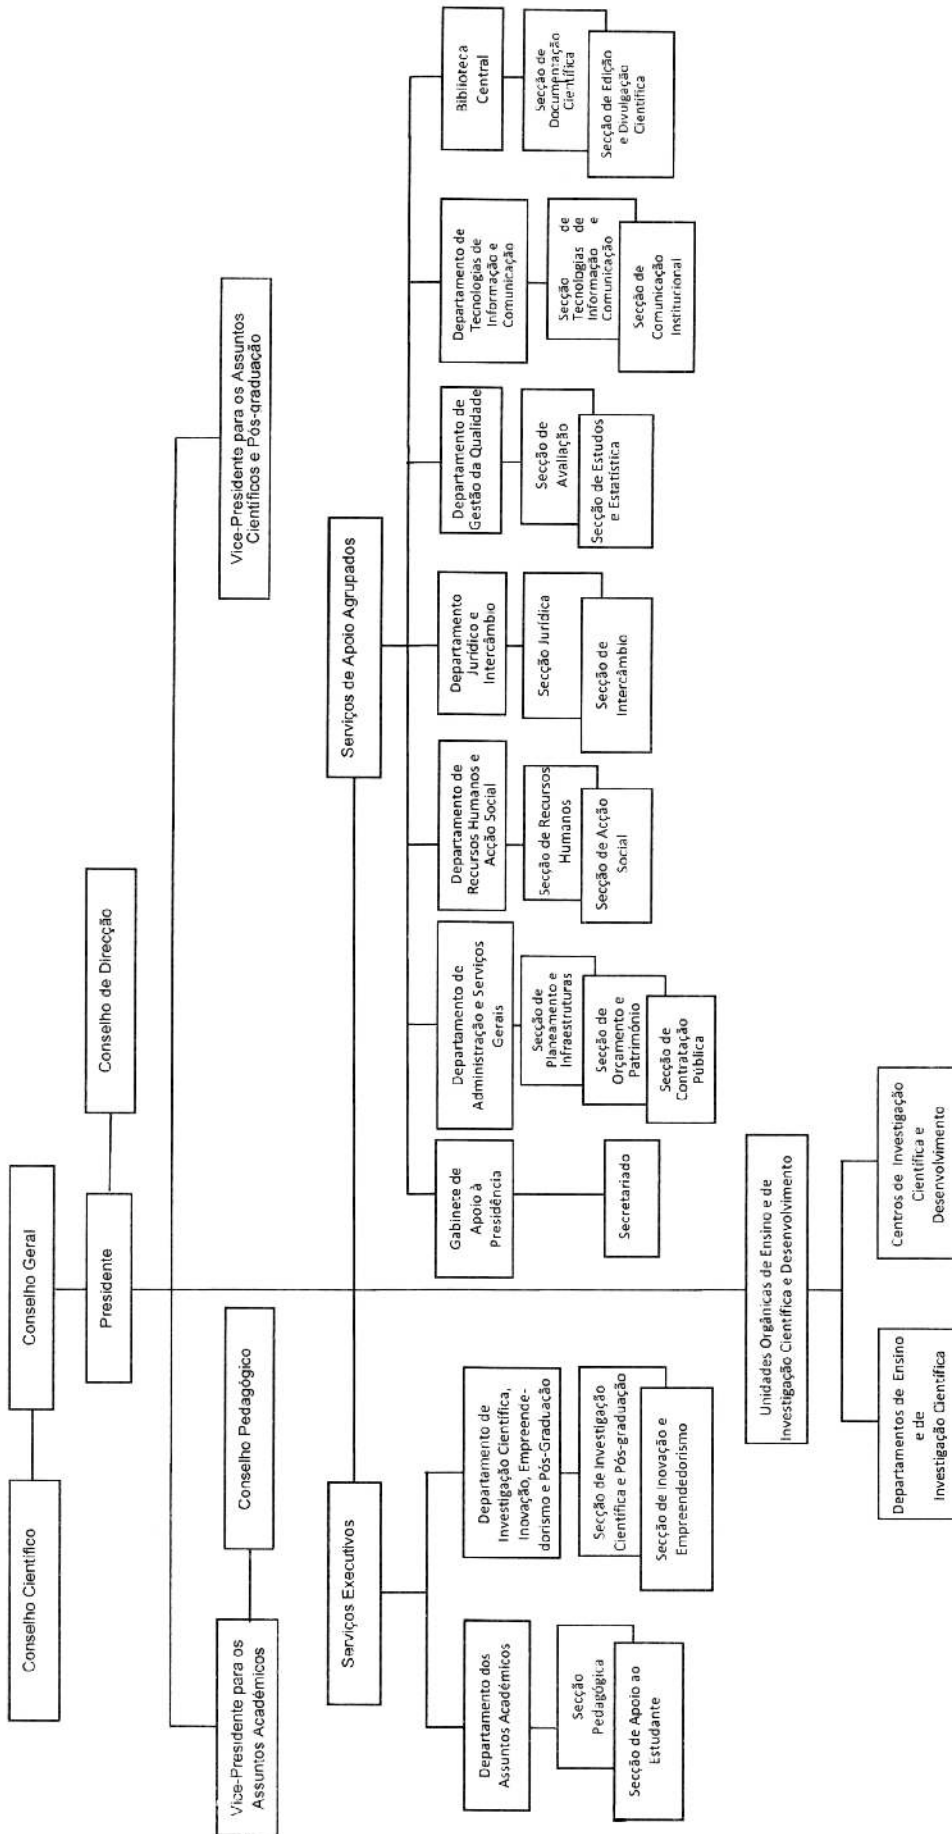 Conselho Científico
Conselho Geral
Presidente
Conselho de Direcção
Vice-Presidente para os
Assuntos Académicos
Conselho Pedagógico
Vice-Presidente para os Assuntos
Científicos e Pós-graduação
Serviços Executivos
Serviços de Apoio Agrupados
Departamento dos
Assuntos Académicos
Secção
Pedagógica
Secção de Apoio ao
Estudante
Departamento de
Investigação Científica,
Inovação, Empreende-
dorismo e Pós-Graduação
Secção de Investigação
Científica e Pós-graduação
Secção de Inovação e
Empreendedorismo
Gabinete de
Apoio à
Presidência
Secretariado
Departamento de
Administração e Serviços
Gerais
Secção de
Planeamento e
Infraestruturas
Secção de
Orçamento e
Património
Secção de
Contratação
Pública
Departamento de
Recursos Humanos e
Acção Social
Secção de Recursos
Humanos
Secção de Acção
Social
Departamento
Jurídico e
Intercâmbio
Secção Jurídica
Secção de
Intercâmbio
Departamento de
Gestão da Qualidade
Secção de
Avaliação
Secção de Estudos
e Estatística
Departamento de
Tecnologias de
Informação e
Comunicação
Secção de
Tecnologias de
Informação e
Comunicação
Secção de
Comunicação
Institurional
Biblioteca
Central
Secção de
Documentação
Científica
Secção de Edição
e Divulgação
Científica
Unidades Orgânicas de Ensino e de
Investigação Científica e Desenvolvimento
Departamentos de Ensino
e de
Investigação Científica
Centros de Investigação
Científica e
Desenvolvimento